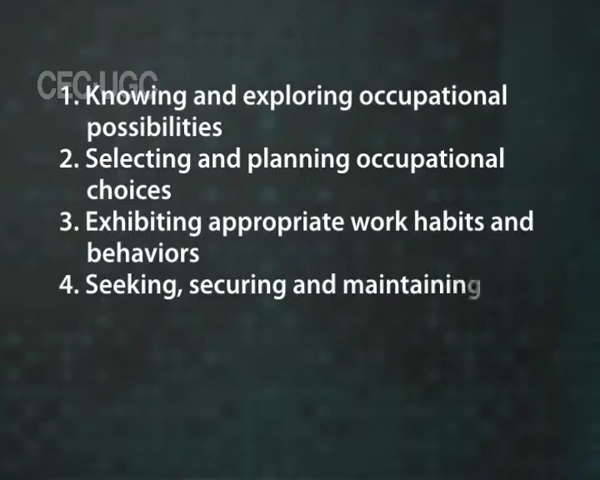 CEC-UGC
1. Knowing and exploring occupational
possibilities
2. Selecting and planning occupational
choices
3. Exhibiting appropriate work habits and
behaviors
4. Seeking, securing and maintaining